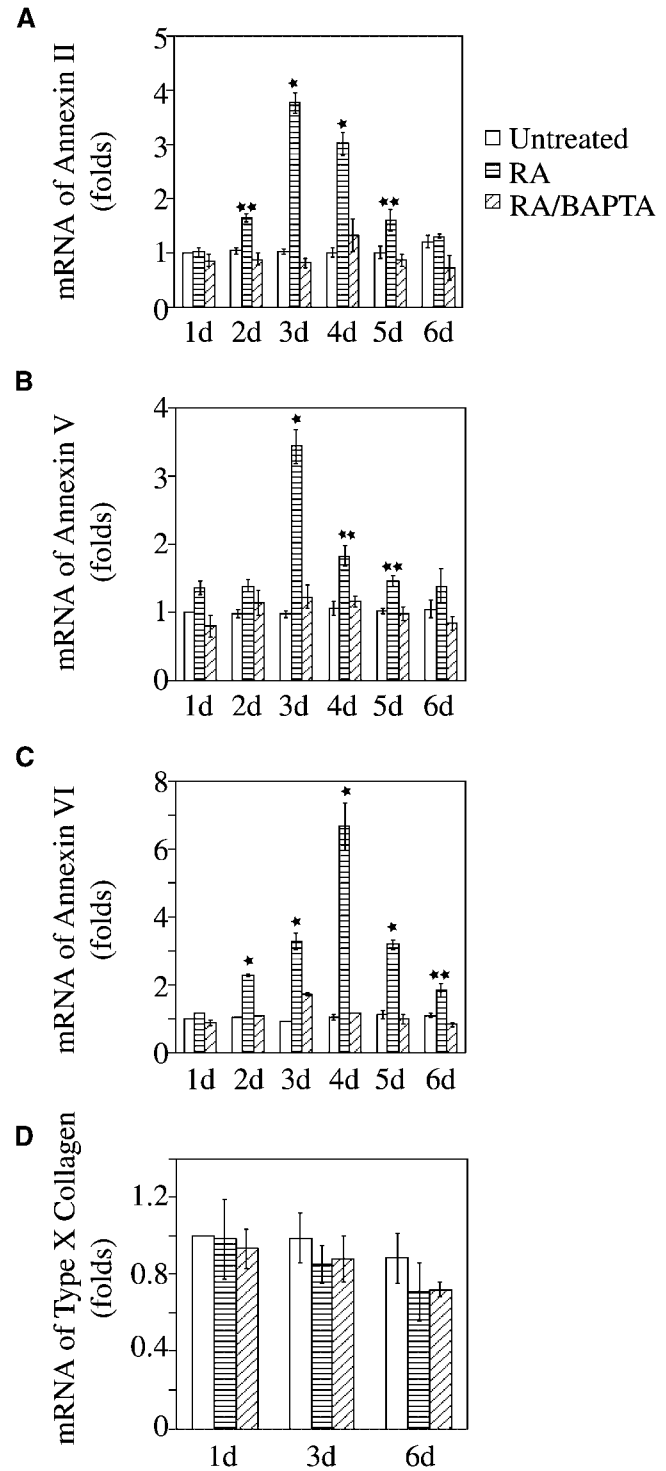 A
mRNA of Annexin II
(folds)
5
4
3
2
1
0
1d 2d 3d 4d 5d 6d
Untreated
RA
RA/BAPTA
B
mRNA of Annexin V
(folds)
4
3
2
1
0
1d 2d 3d 4d 5d 6d
C
mRNA of Annexin VI
(folds)
8
6
4
2
0
1d 2d 3d 4d 5d 6d
D
mRNA of Type X Collagen
(folds)
1.2
0.8
0.4
0
1d 3d 6d